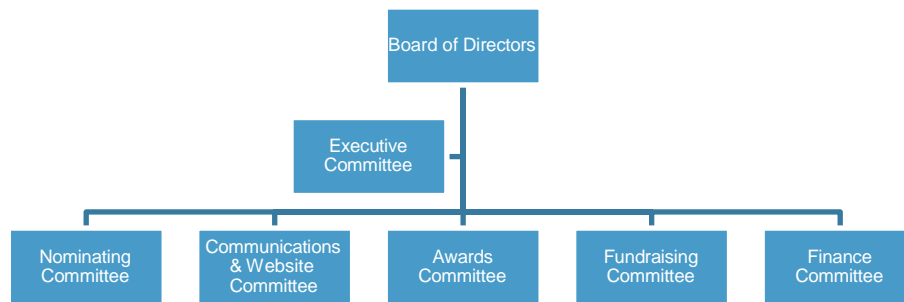 Board of Directors
Executive
Committee
Nominating
Committee
Communications
& Website
Committee
Awards
Committee
Fundraising
Committee
Finance
Committee